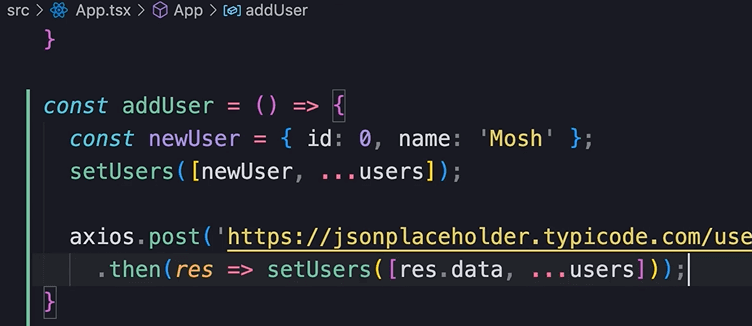 src > App.tsx > App > addUser
}
const addUser = () => {
const newUser = { id: 0, name: 'Mosh' };
setUsers([newUser, ...users]);
axios.post('https://jsonplaceholder.typicode.com/use
.then(res => setUsers([res.data, ...users]));
}